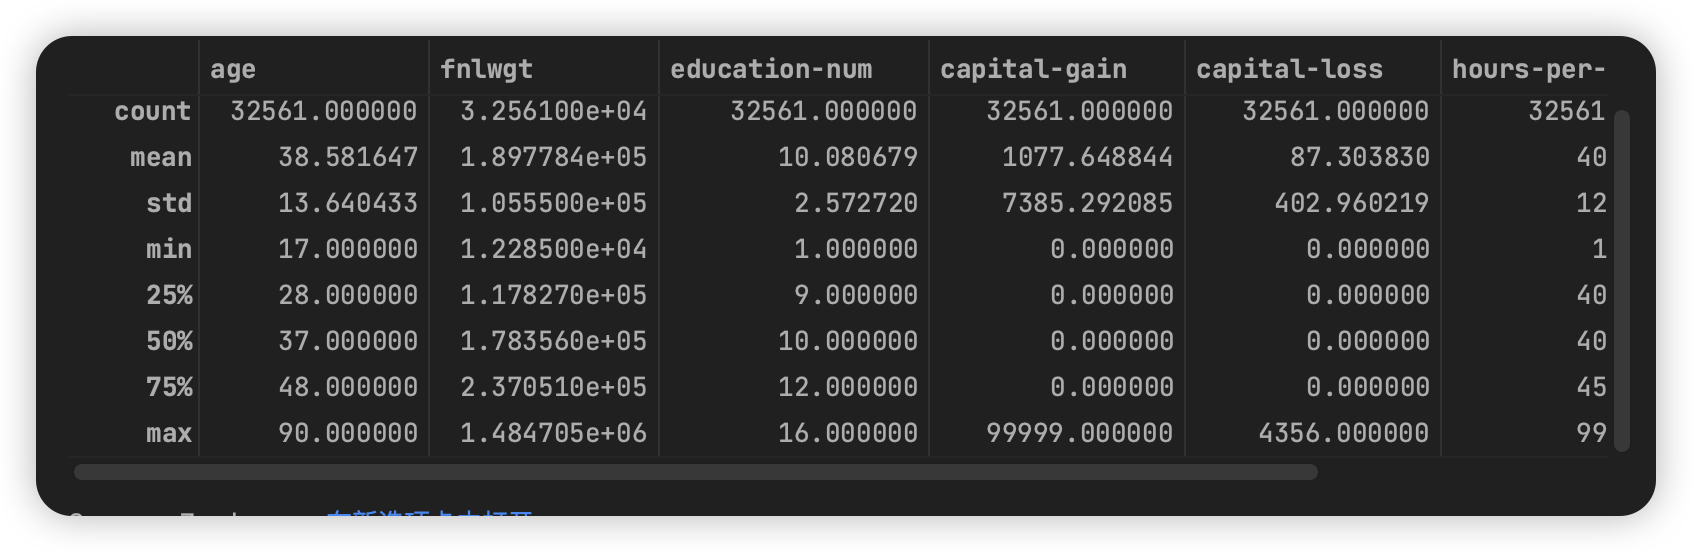 age fnlwgt education-num capital-gain capital-loss hours-per-
count 32561.000000 3.256100e+04 32561.000000 32561.000000 32561.000000 32561
mean 38.581647 1.897784e+05 10.080679 1077.648844 87.303830 40
std 13.640433 1.055500e+05 2.572720 7385.292085 402.960219 12
min 17.000000 1.228500e+04 1.000000 0.000000 0.000000 1
25% 28.000000 1.178270e+05 9.000000 0.000000 0.000000 40
50% 37.000000 1.783560e+05 10.000000 0.000000 0.000000 40
75% 48.000000 2.370510e+05 12.000000 0.000000 0.000000 45
max 90.000000 1.484705e+06 16.000000 99999.000000 4356.000000 99